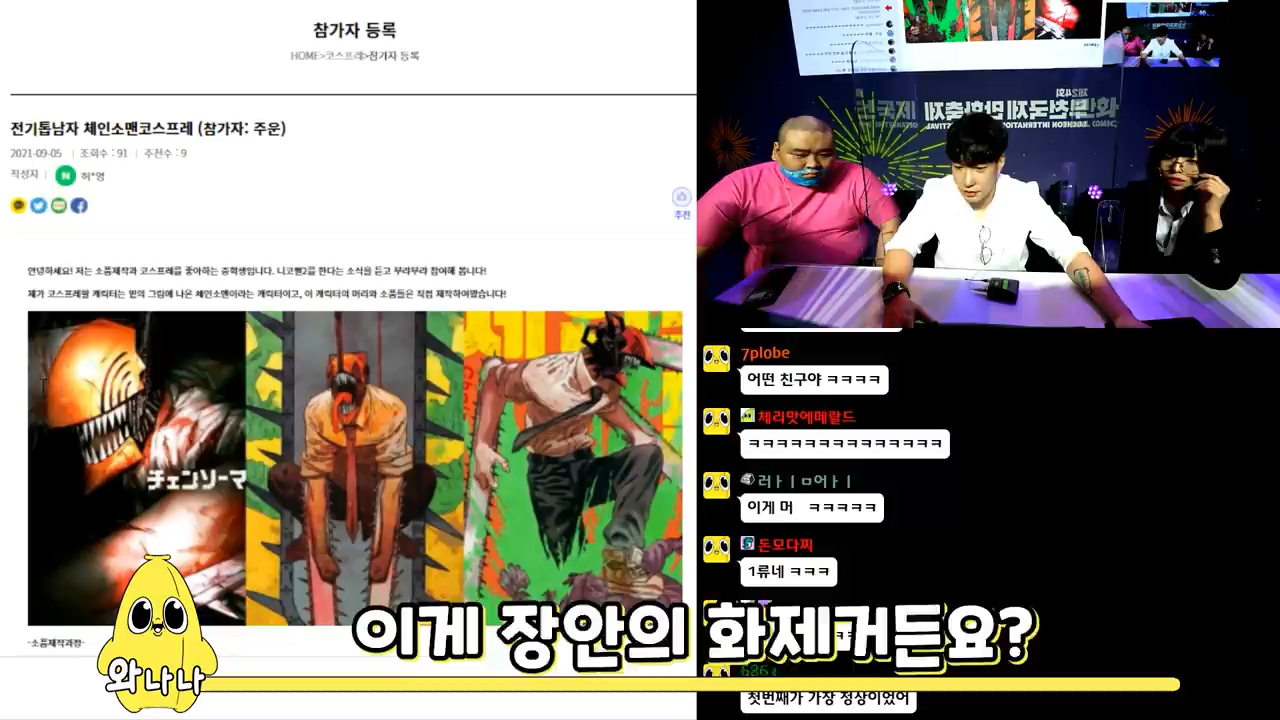 참가자 등록
HOME>코스프레>참가자 등록
전기톱남자 체인소맨코스프레 (참가자: 주운)
2021-09-05 | 조회수 : 91 | 추천수 : 9
작성자 | 허*영
추천
안녕하세요! 저는 소품제작과 코스프레를 좋아하는 중학생입니다. 니코뻰2를 한다는 소식을 듣고 부랴부랴 참여해 봅니다!
제가 코스프레할 캐릭터는 밑의 그림에 나온 체인소맨이라는 캐릭터이고, 이 캐릭터의 머리와 소품들은 직접 제작하여였습니다!
チェンソーマ
-소품제작과정-
7plobe
어떤 친구야 ㅋㅋㅋㅋ
체리맛에메랄드
ㅋㅋㅋㅋㅋㅋㅋㅋㅋㅋㅋㅋㅋㅋ
러ㅏㅣㅁ어ㅏㅣ
이게 머 ㅋㅋㅋㅋㅋ
돈모다찌
1류네 ㅋㅋㅋ
이게 장안의 화제거든요?
와나나
첫번째가 가장 정상이었어